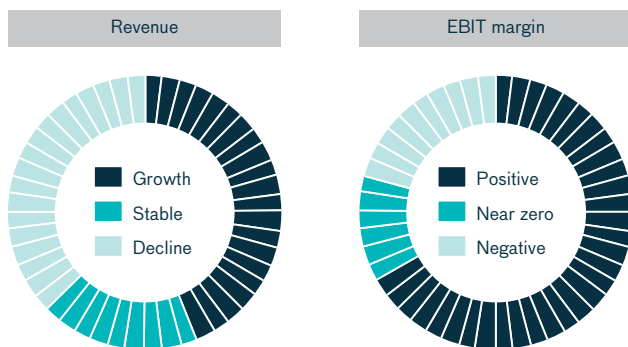 Revenue
EBIT margin
Growth
Stable
Decline
Positive
Near zero
Negative